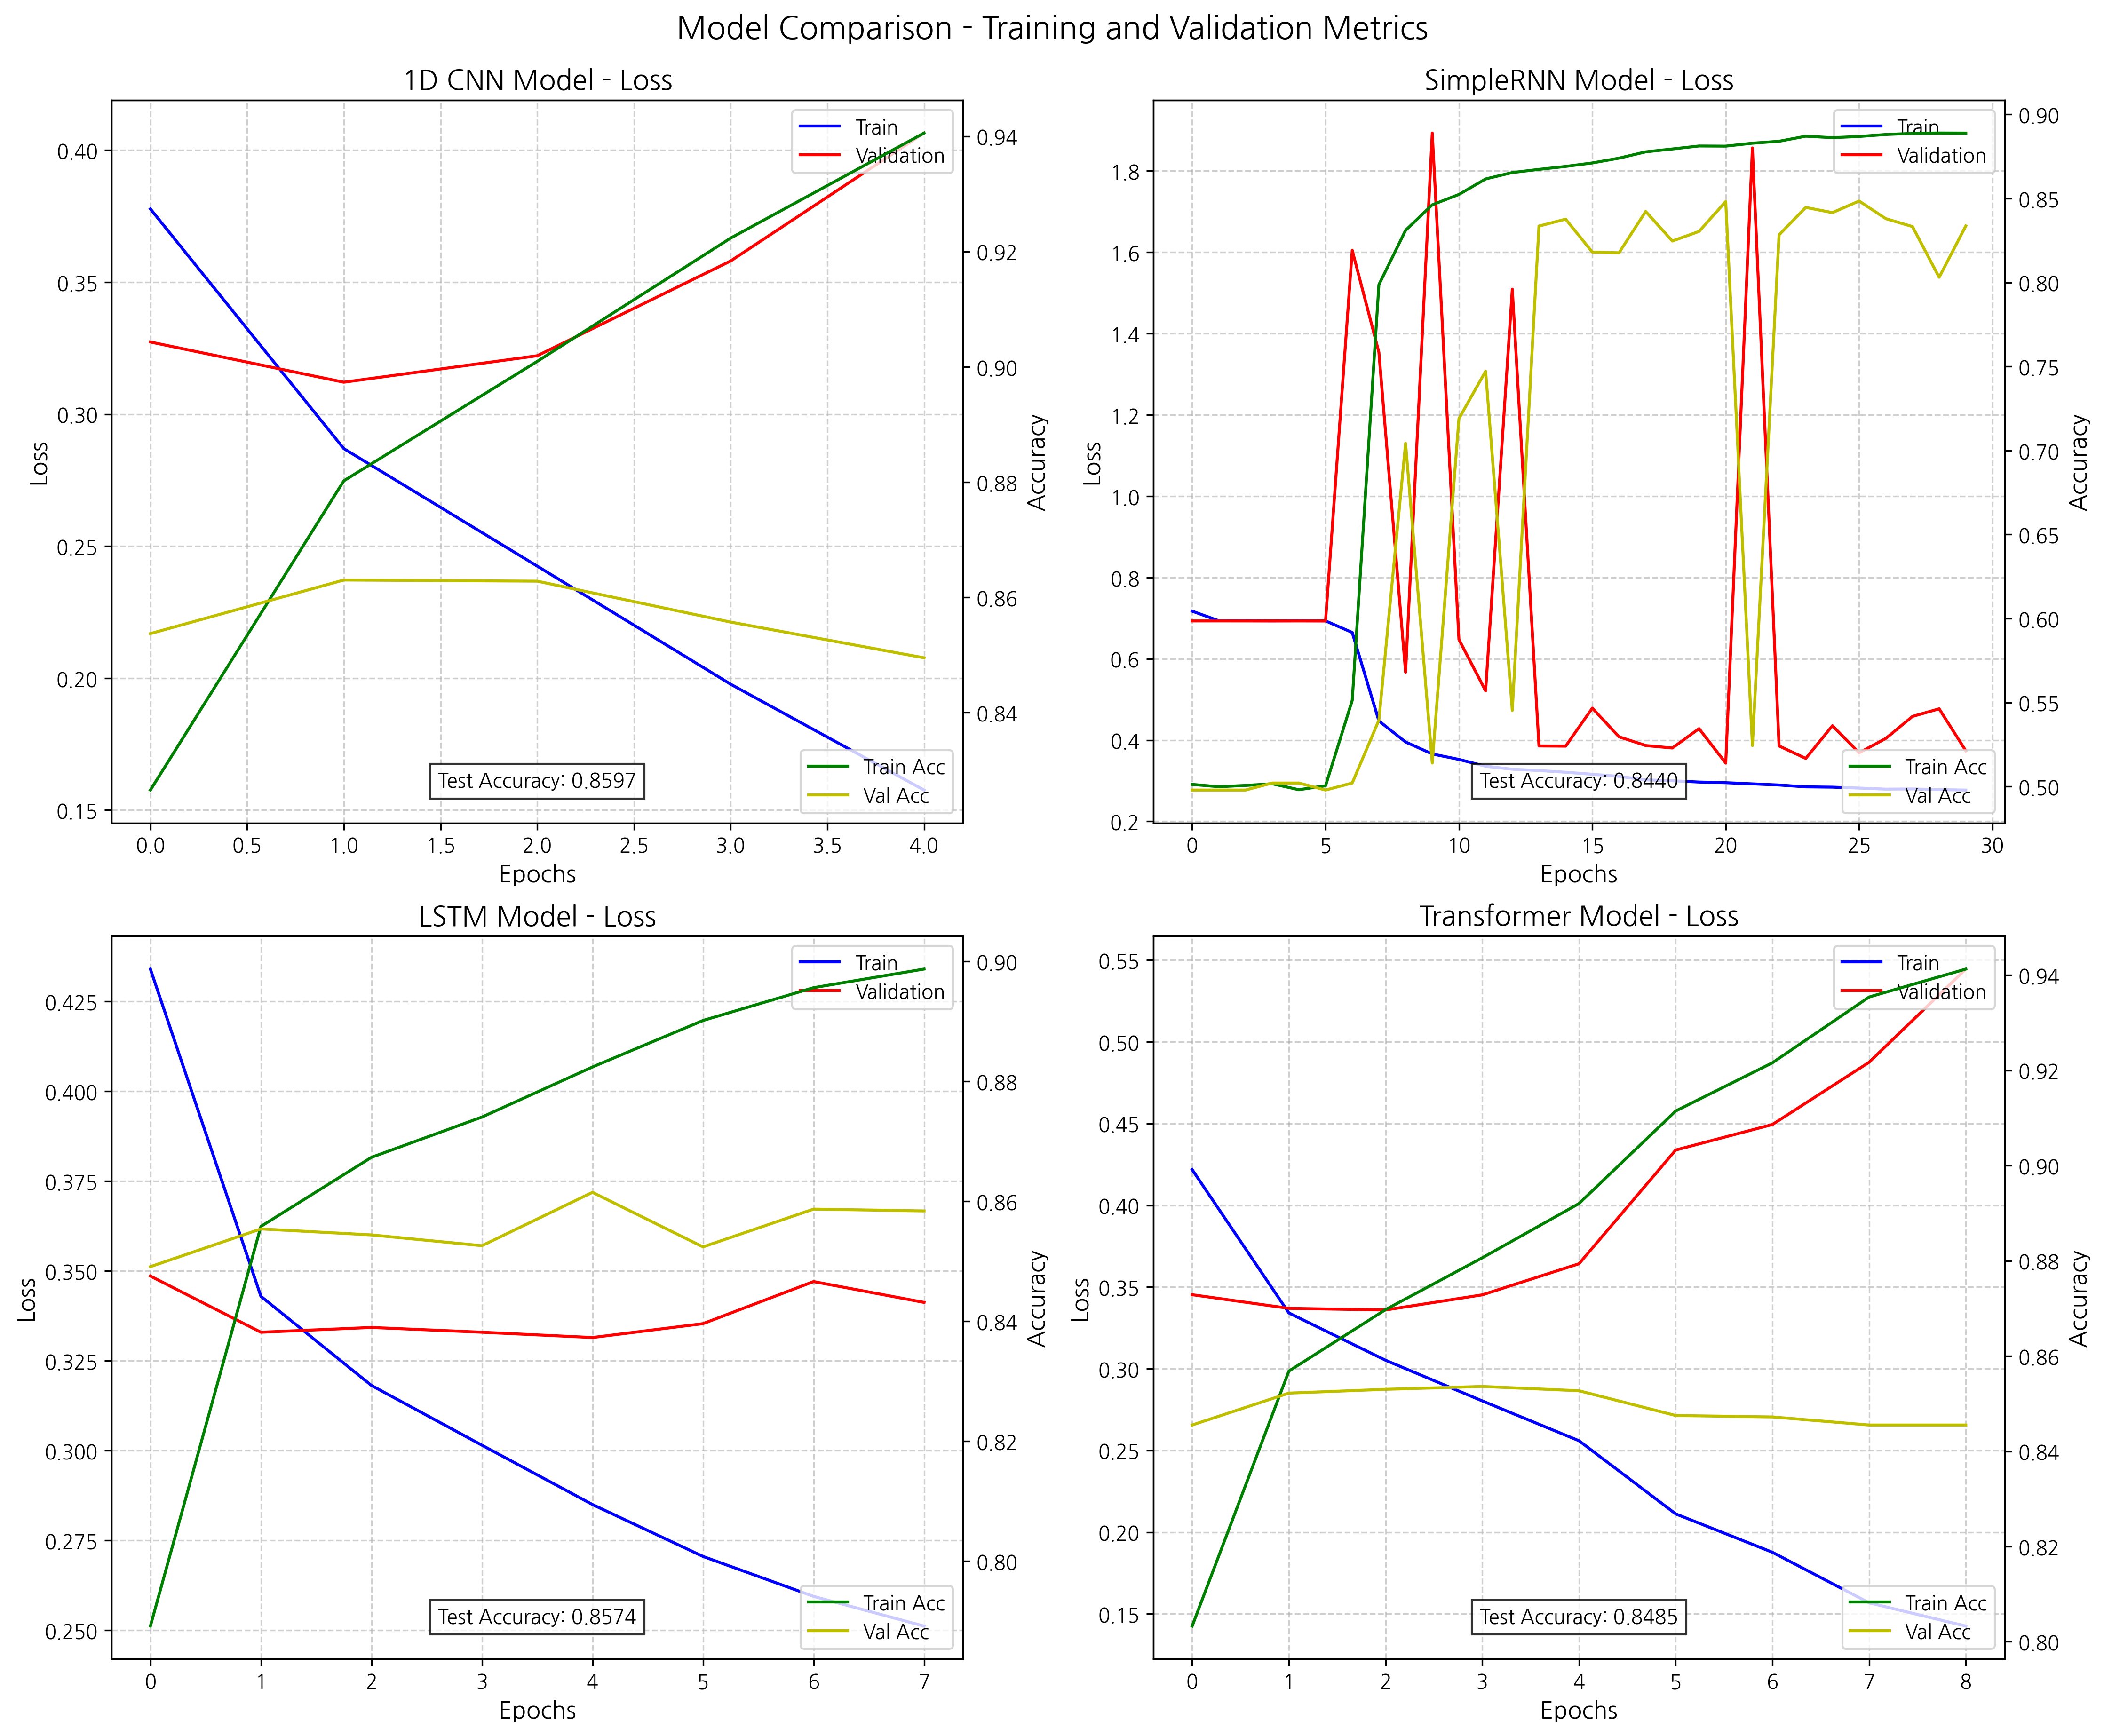 Model Comparison - Training and Validation Metrics
1D CNN Model - Loss
Train
Validation
0.40
0.35
0.30
0.25
0.20
0.15
Loss
0.94
0.92
0.90
0.88
0.86
0.84
Accuracy
Test Accuracy: 0.8597
Train Acc
Val Acc
0.0 0.5 1.0 1.5 2.0 2.5 3.0 3.5 4.0
Epochs
SimpleRNN Model - Loss
Train
Validation
1.8
1.6
1.4
1.2
1.0
0.8
0.6
0.4
0.2
Loss
0.90
0.85
0.80
0.75
0.70
0.65
0.60
0.55
0.50
Accuracy
Test Accuracy: 0.8440
Train Acc
Val Acc
0 5 10 15 20 25 30
Epochs
LSTM Model - Loss
Train
Validation
0.425
0.400
0.375
0.350
0.325
0.300
0.275
0.250
Loss
0.90
0.88
0.86
0.84
0.82
0.80
Accuracy
Test Accuracy: 0.8574
Train Acc
Val Acc
0 1 2 3 4 5 6 7
Epochs
Transformer Model - Loss
Train
Validation
0.55
0.50
0.45
0.40
0.35
0.30
0.25
0.20
0.15
Loss
0.94
0.92
0.90
0.88
0.86
0.84
0.82
0.80
Accuracy
Test Accuracy: 0.8485
Train Acc
Val Acc
0 1 2 3 4 5 6 7 8
Epochs